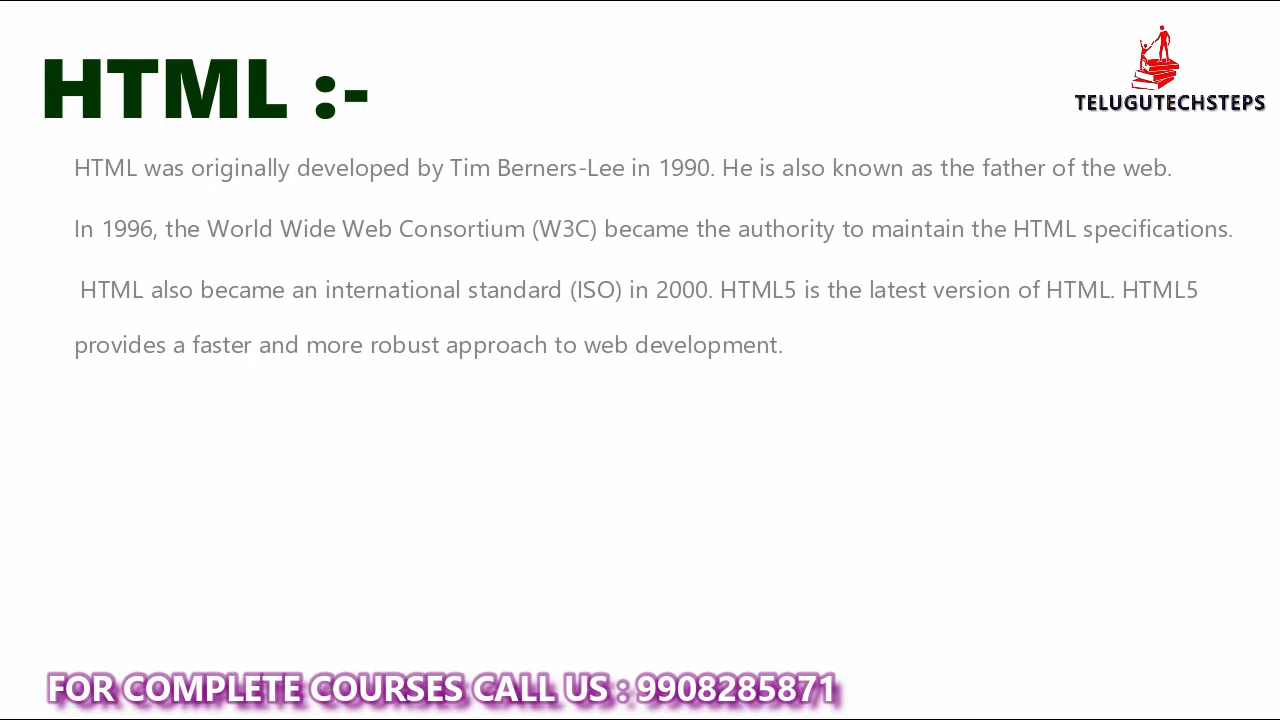 HTML :-
TELUGUTECHSTEPS
HTML was originally developed by Tim Berners-Lee in 1990. He is also known as the father of the web.
In 1996, the World Wide Web Consortium (W3C) became the authority to maintain the HTML specifications.
HTML also became an international standard (ISO) in 2000. HTML5 is the latest version of HTML. HTML5
provides a faster and more robust approach to web development.
FOR COMPLETE COURSES CALL US : 9908285871